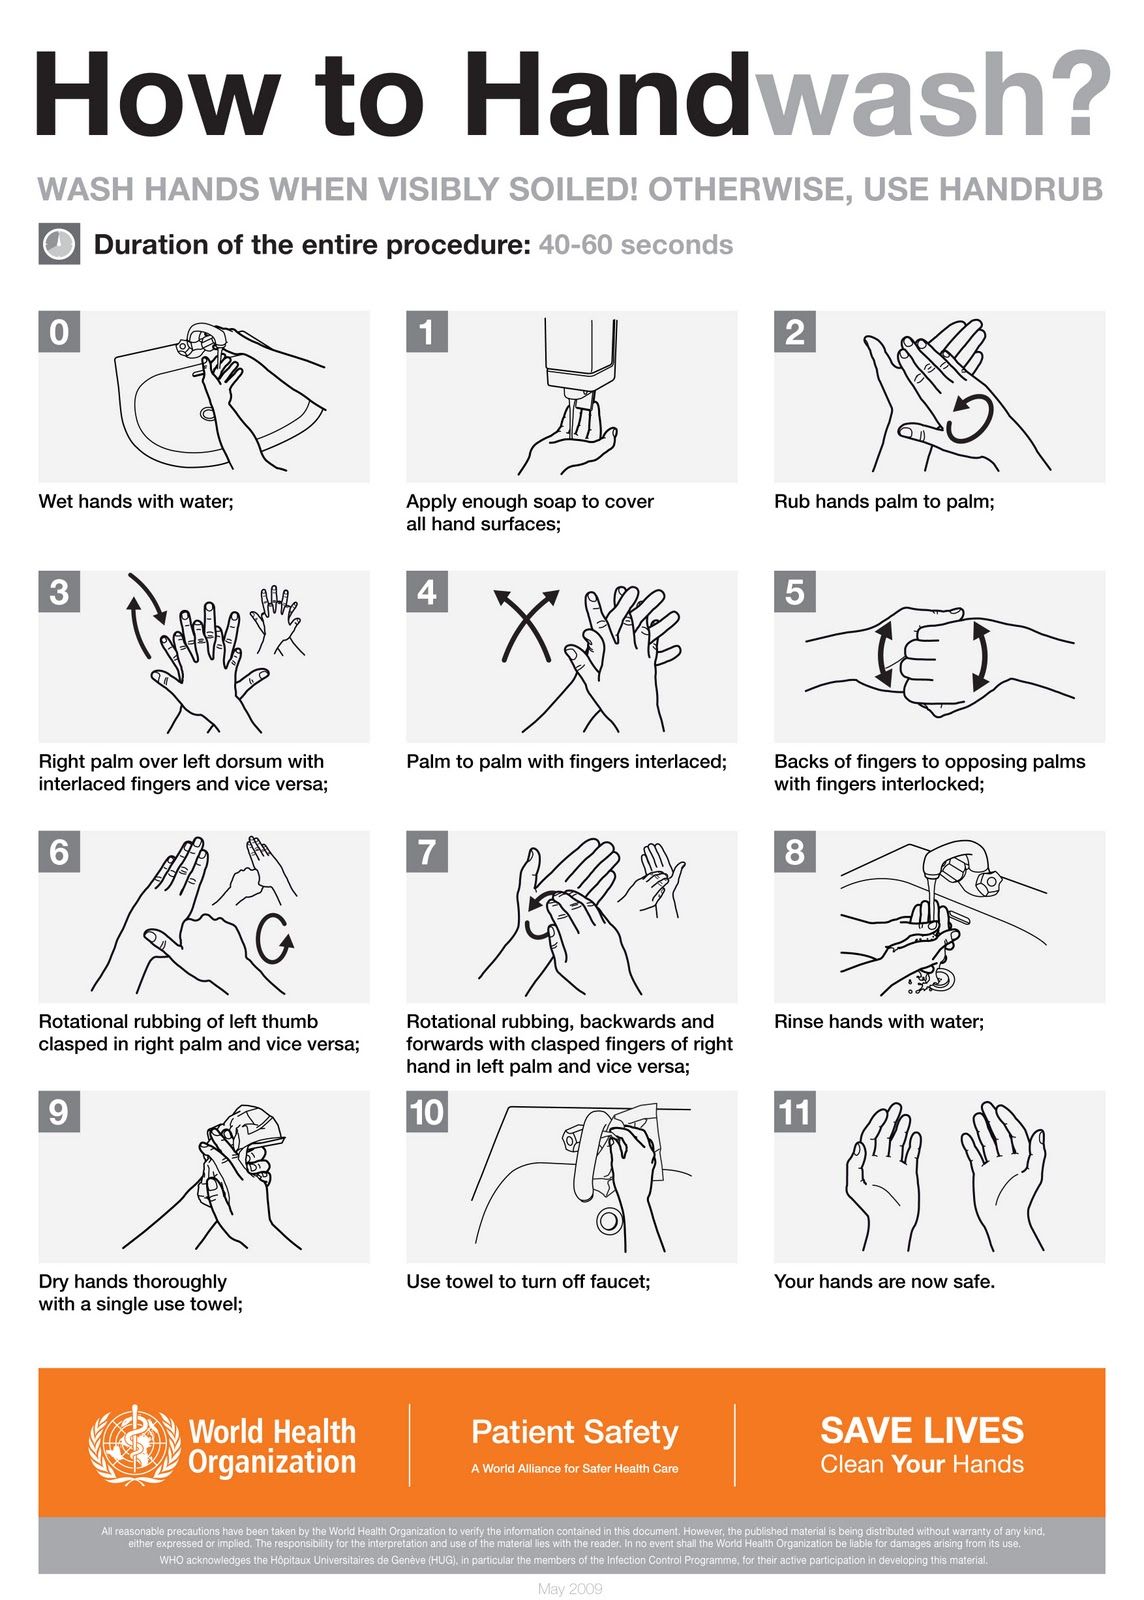 How to Handwash?
WASH HANDS WHEN VISIBLY SOILED! OTHERWISE, USE HANDRUB
Duration of the entire procedure: 40-60 seconds
0
Wet hands with water;
1
Apply enough soap to cover
all hand surfaces;
2
Rub hands palm to palm;
3
Right palm over left dorsum with
interlaced fingers and vice versa;
4
Palm to palm with fingers interlaced;
5
Backs of fingers to opposing palms
with fingers interlocked;
6
Rotational rubbing of left thumb
clasped in right palm and vice versa;
7
Rotational rubbing, backwards and
forwards with clasped fingers of right
hand in left palm and vice versa;
8
Rinse hands with water;
9
Dry hands thoroughly
with a single use towel;
10
Use towel to turn off faucet;
11
Your hands are now safe.
World Health
Organization
Patient Safety
A World Alliance for Safer Health Care
SAVE LIVES
Clean Your Hands
All reasonable precautions have been taken by the World Health Organization to verify the information contained in this document. However, the published material is being distributed without warranty of any kind,
either expressed or implied. The responsibility for the interpretation and use of the material lies with the reader. In no event shall the World Health Organization be liable for damages arising from its use.
WHO acknowledges the Hôpitaux Universitaires de Genève (HUG), in particular the members of the Infection Control Programme, for their active participation in developing this material.
May 2009